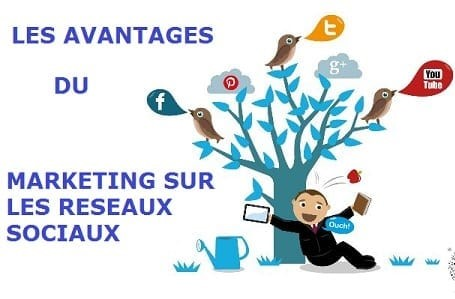 LES AVANTAGES
DU
MARKETING SUR
LES RESEAUX
SOCIAUX
f
t
g+
You
Tube
Ouch!